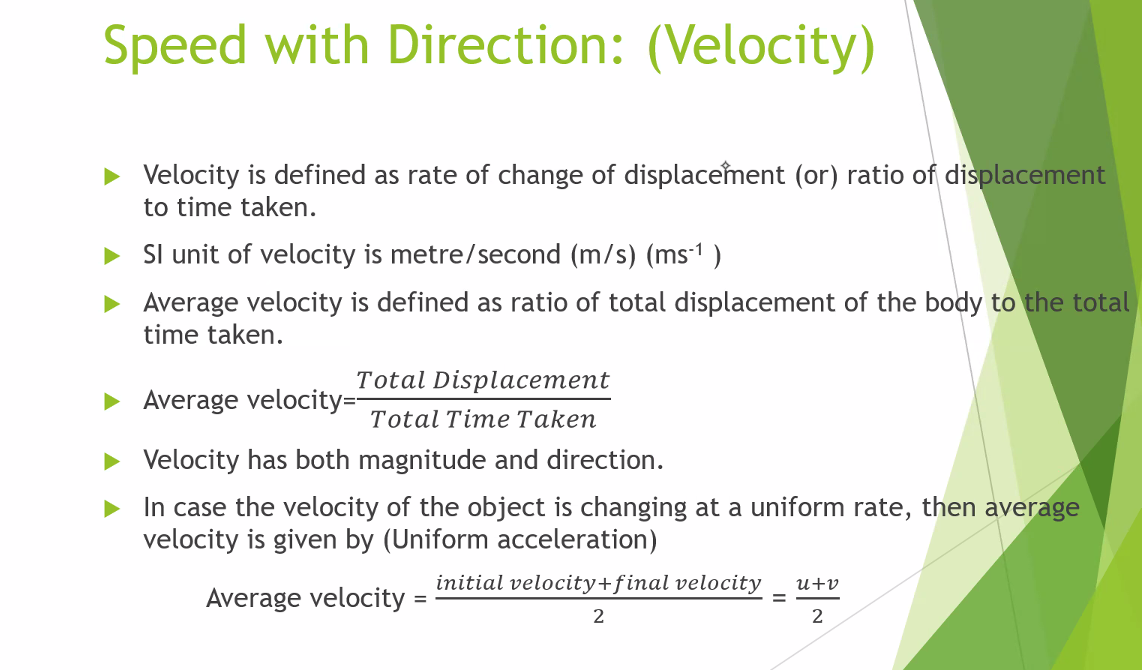 Speed with Direction: (Velocity)
Velocity is defined as rate of change of displacement (or) ratio of displacement
to time taken.
SI unit of velocity is metre/second (m/s) (ms⁻¹ )
Average velocity is defined as ratio of total displacement of the body to the total
time taken.
Average velocity=Total Displacement/Total Time Taken
Velocity has both magnitude and direction.
In case the velocity of the object is changing at a uniform rate, then average
velocity is given by (Uniform acceleration)
Average velocity = initial velocity+final velocity/2 = u+v/2